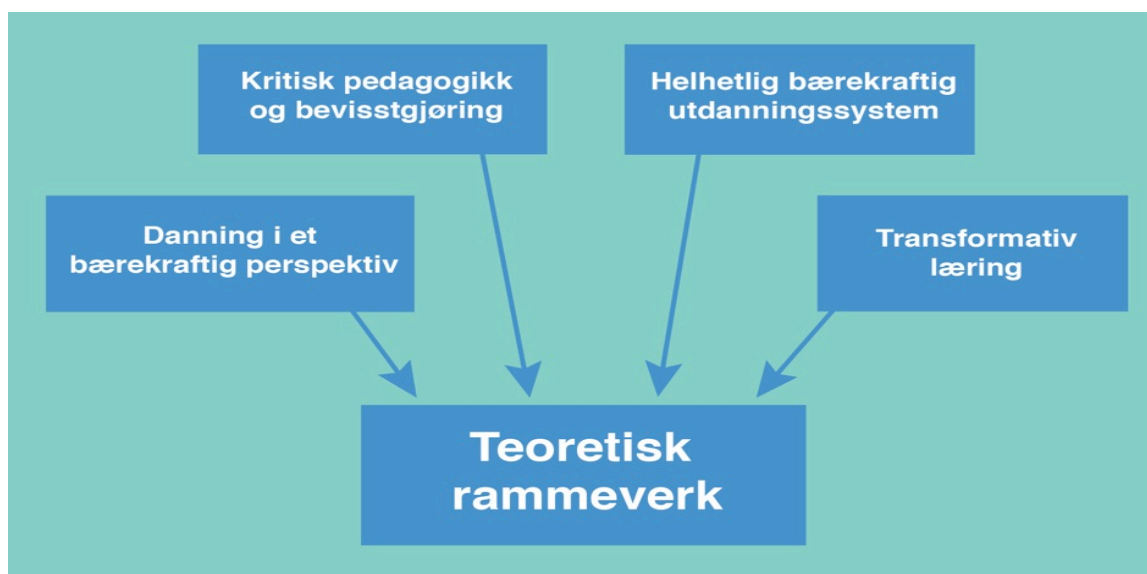 Kritisk pedagogikk
og bevisstgjøring
Helhetlig bærekraftig
utdanningssystem
Danning i et
bærekraftig perspektiv
Transformativ
læring
Teoretisk
rammeverk